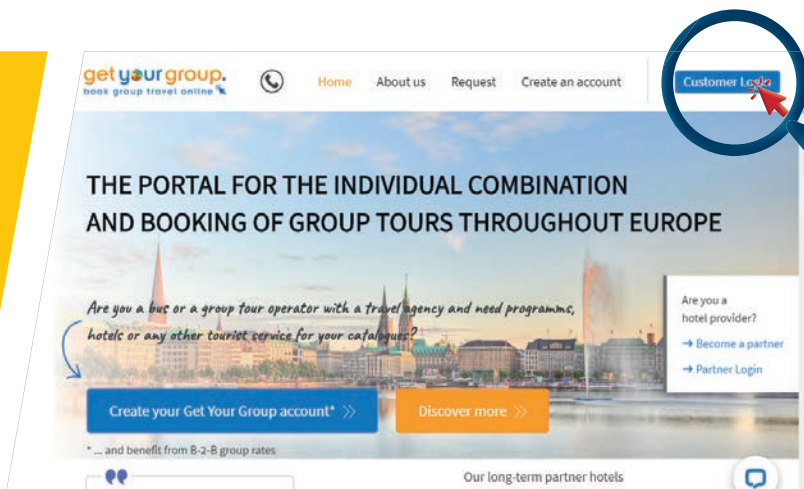 get your group.
book group travel online
Home About us Request Create an account
Customer Login
THE PORTAL FOR THE INDIVIDUAL COMBINATION
AND BOOKING OF GROUP TOURS THROUGHOUT EUROPE
Are you a bus or a group tour operator with a travel agency and need programms,
hotels or any other tourist service for your catalogues?
Are you a
hotel provider?
→ Become a partner
→ Partner Login
Create your Get Your Group account* »
Discover more »
* ... and benefit from B-2-B group rates
Our long-term partner hotels